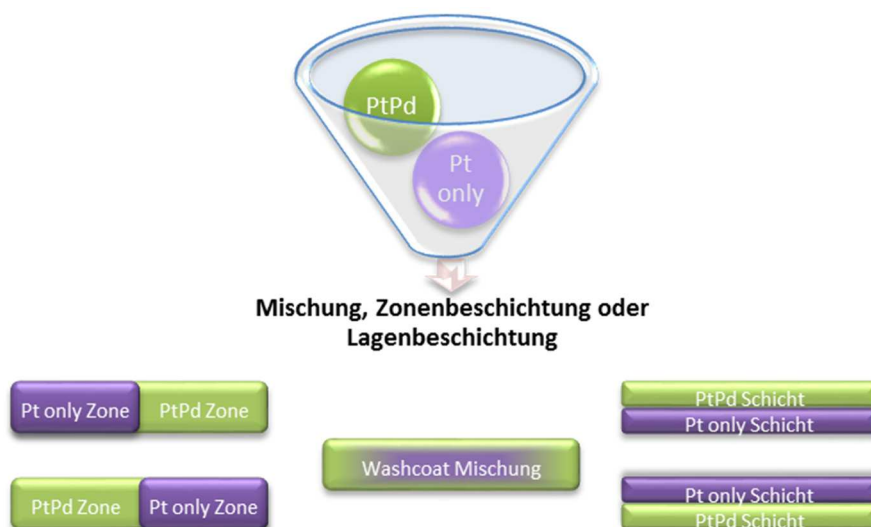 PtPd
Pt
only
Mischung, Zonenbeschichtung oder
Lagenbeschichtung
Pt only Zone PtPd Zone
PtPd Zone Pt only Zone
Washcoat Mischung
PtPd Schicht
Pt only Schicht
Pt only Schicht
PtPd Schicht